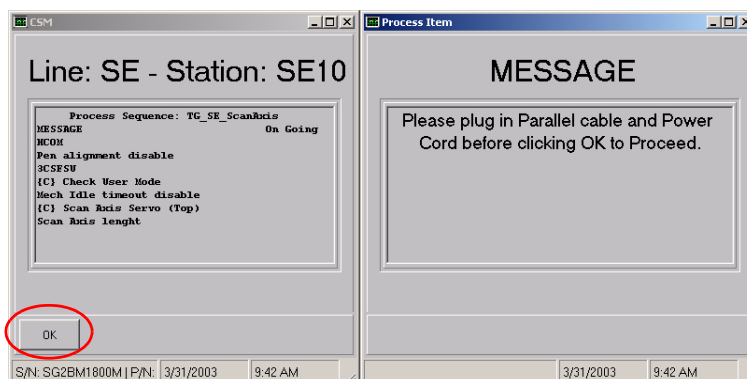 CSM
Line: SE - Station: SE10
Process Sequence: TG_SE_ScanAxis
MESSAGE On Going
MCOM
Pen alignment disable
3CSFSU
{C} Check User Mode
Mech Idle timeout disable
{C} Scan Axis Servo (Top)
Scan Axis lenght
OK
S/N: SG2BM1800M | P/N: 3/31/2003 9:42 AM
Process Item
MESSAGE
Please plug in Parallel cable and Power
Cord before clicking OK to Proceed.
3/31/2003 9:42 AM